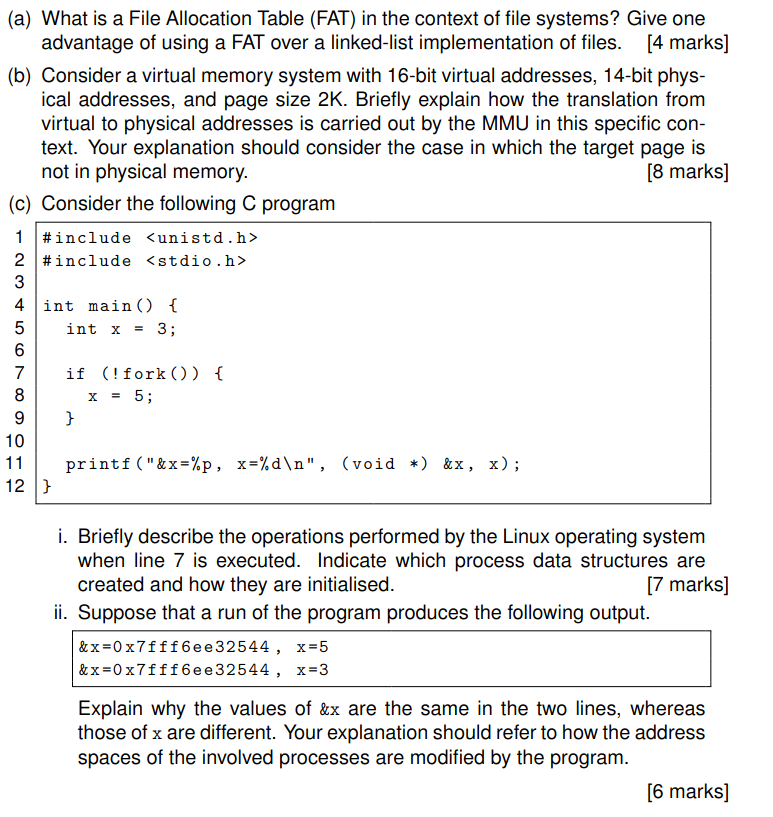 (a) What is a File Allocation Table (FAT) in the context of file systems? Give one
advantage of using a FAT over a linked-list implementation of files. [4 marks]
(b) Consider a virtual memory system with 16-bit virtual addresses, 14-bit phys-
ical addresses, and page size 2K. Briefly explain how the translation from
virtual to physical addresses is carried out by the MMU in this specific con-
text. Your explanation should consider the case in which the target page is
not in physical memory. [8 marks]
(c) Consider the following C program
1 #include <unistd.h>
2 #include <stdio.h>
3
4 int main() {
5   int x = 3;
6
7   if (!fork()) {
8     x = 5;
9   }
10
11   printf("&x=%p, x=%d\n", (void *) &x, x);
12 }
i. Briefly describe the operations performed by the Linux operating system
when line 7 is executed. Indicate which process data structures are
created and how they are initialised. [7 marks]
ii. Suppose that a run of the program produces the following output.
&x=0x7fff6ee32544, x=5
&x=0x7fff6ee32544, x=3
Explain why the values of &x are the same in the two lines, whereas
those of x are different. Your explanation should refer to how the address
spaces of the involved processes are modified by the program.
[6 marks]